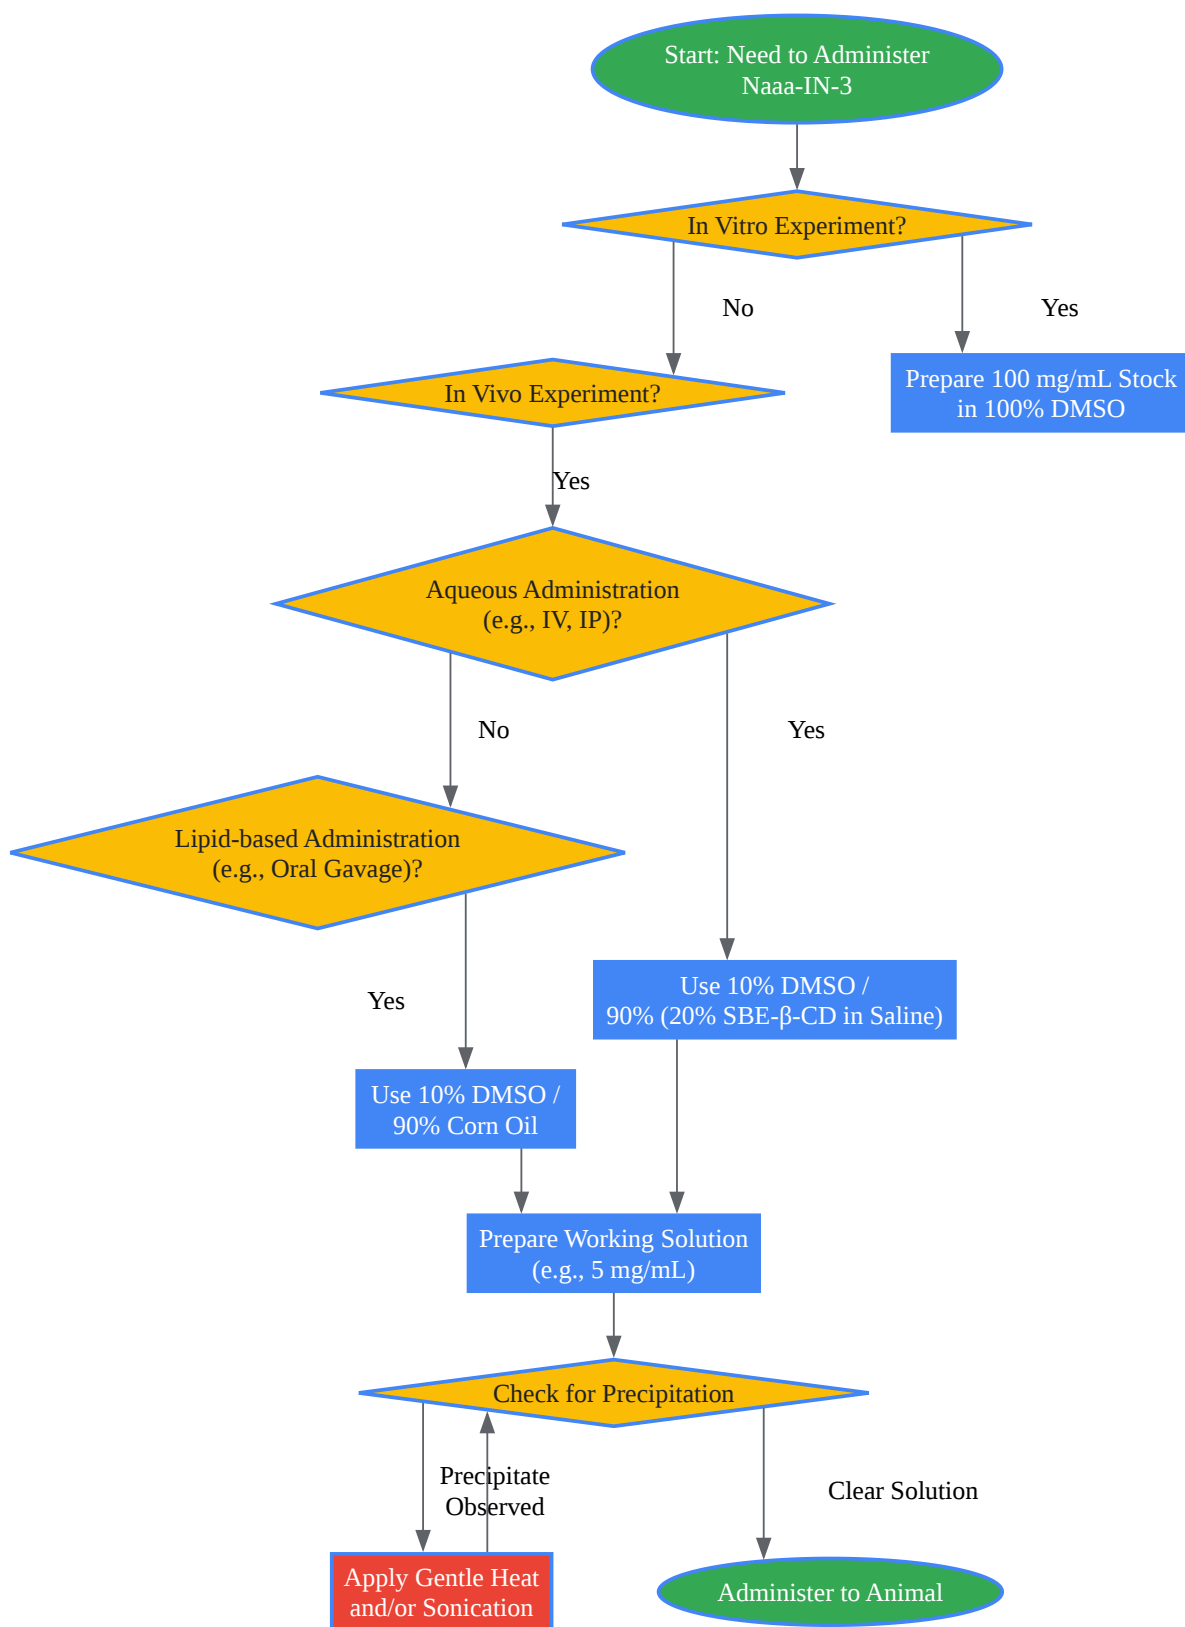 Start: Need to Administer
Naaa-IN-3
In Vitro Experiment?
No
Yes
Prepare 100 mg/mL Stock
in 100% DMSO
In Vivo Experiment?
Yes
Aqueous Administration
(e.g., IV, IP)?
No
Yes
Lipid-based Administration
(e.g., Oral Gavage)?
Yes
Use 10% DMSO /
90% (20% SBE-β-CD in Saline)
Use 10% DMSO /
90% Corn Oil
Prepare Working Solution
(e.g., 5 mg/mL)
Check for Precipitation
Precipitate
Observed
Clear Solution
Apply Gentle Heat
and/or Sonication
Administer to Animal